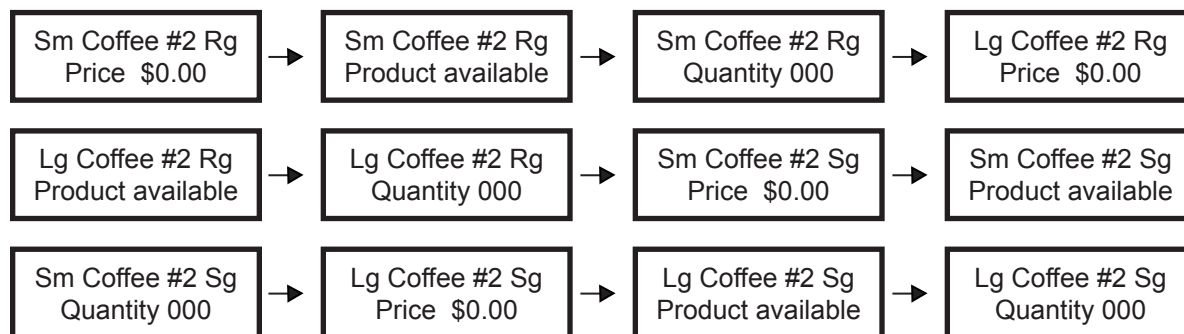 Sm Coffee #2 Rg
Price $0.00
Sm Coffee #2 Rg
Product available
Sm Coffee #2 Rg
Quantity 000
Lg Coffee #2 Rg
Price $0.00
Lg Coffee #2 Rg
Product available
Lg Coffee #2 Rg
Quantity 000
Sm Coffee #2 Sg
Price $0.00
Sm Coffee #2 Sg
Product available
Sm Coffee #2 Sg
Quantity 000
Lg Coffee #2 Sg
Price $0.00
Lg Coffee #2 Sg
Product available
Lg Coffee #2 Sg
Quantity 000